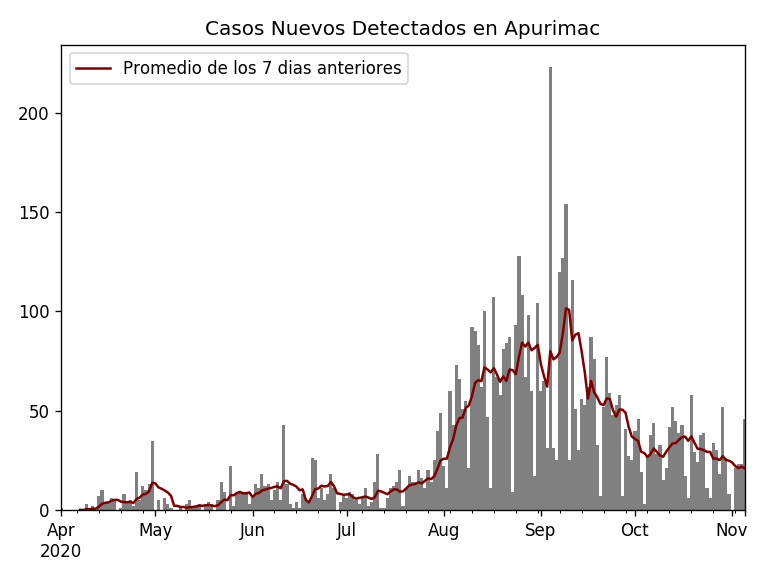 Casos Nuevos Detectados en Apurimac
Promedio de los 7 dias anteriores
200
150
100
50
0
Apr May Jun Jul Aug Sep Oct Nov
2020